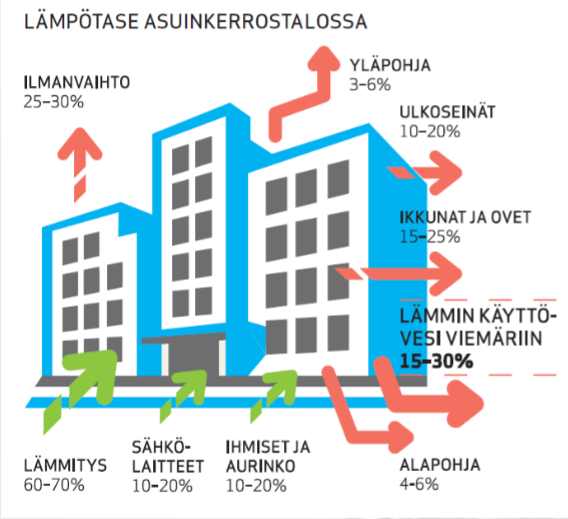 LÄMPÖTASE ASUINKERROSTALOSSA
YLÄPOHJA
3–6%
ILMANVAIHTO
25–30%
ULKOSEINÄT
10–20%
IKKUNAT JA OVET
15–25%
LÄMMIN KÄYTTÖ-
VESI VIEMÄRIIN
15–30%
LÄMMITYS
60–70%
SÄHKÖ-
LAITTEET
10–20%
IHMISET JA
AURINKO
10–20%
ALAPOHJA
4–6%